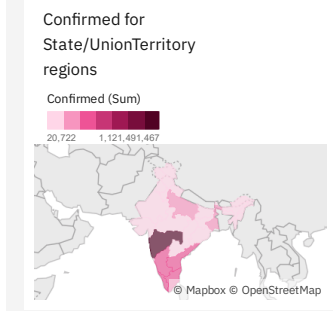 Confirmed for
State/UnionTerritory
regions
Confirmed (Sum)
20,722 1,121,491,467
© Mapbox © OpenStreetMap